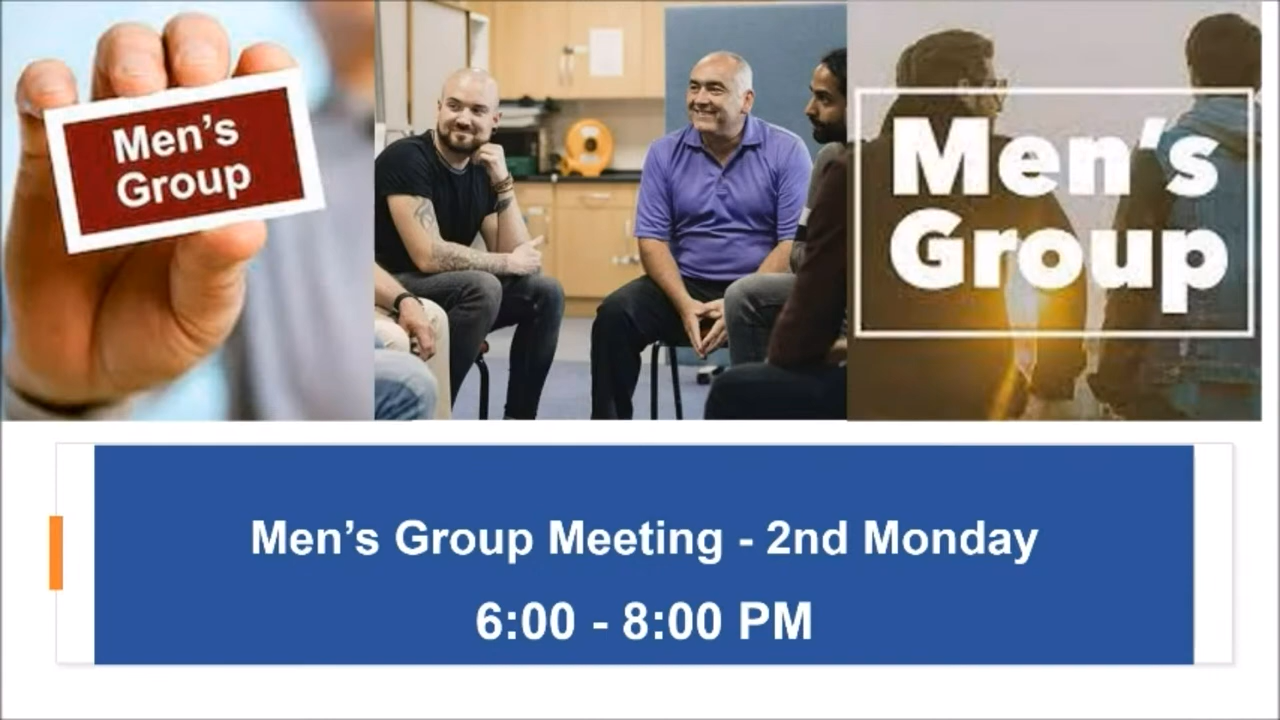 Men’s
Group
Men’s
Group
Men’s Group Meeting - 2nd Monday
6:00 - 8:00 PM